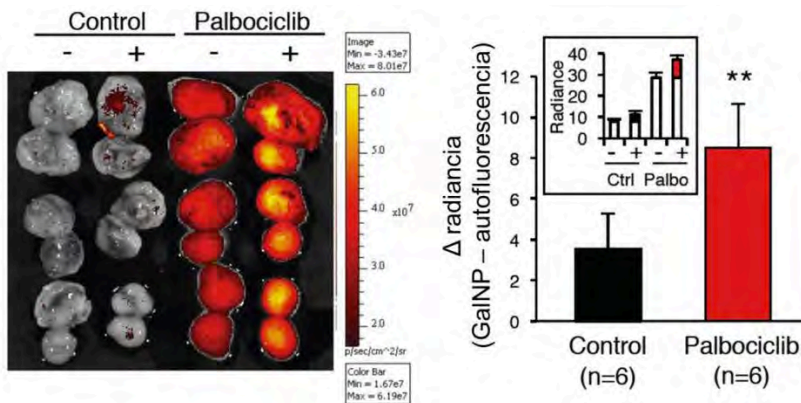 Control Palbociclib
- + - +
Image
Min = -3.43e7
Max = 8.01e7
6.0
5.0
4.0
x10⁷
3.0
2.0
p/sec/cm^2/sr
Color Bar
Min = 1.67e7
Max = 6.19e7
Δ radiancia
(GalNP – autofluorescencia)
12
10
8
6
4
2
0
**
Radiance
40
30
20
10
0
- + - +
Ctrl Palbo
Control Palbociclib
(n=6) (n=6)